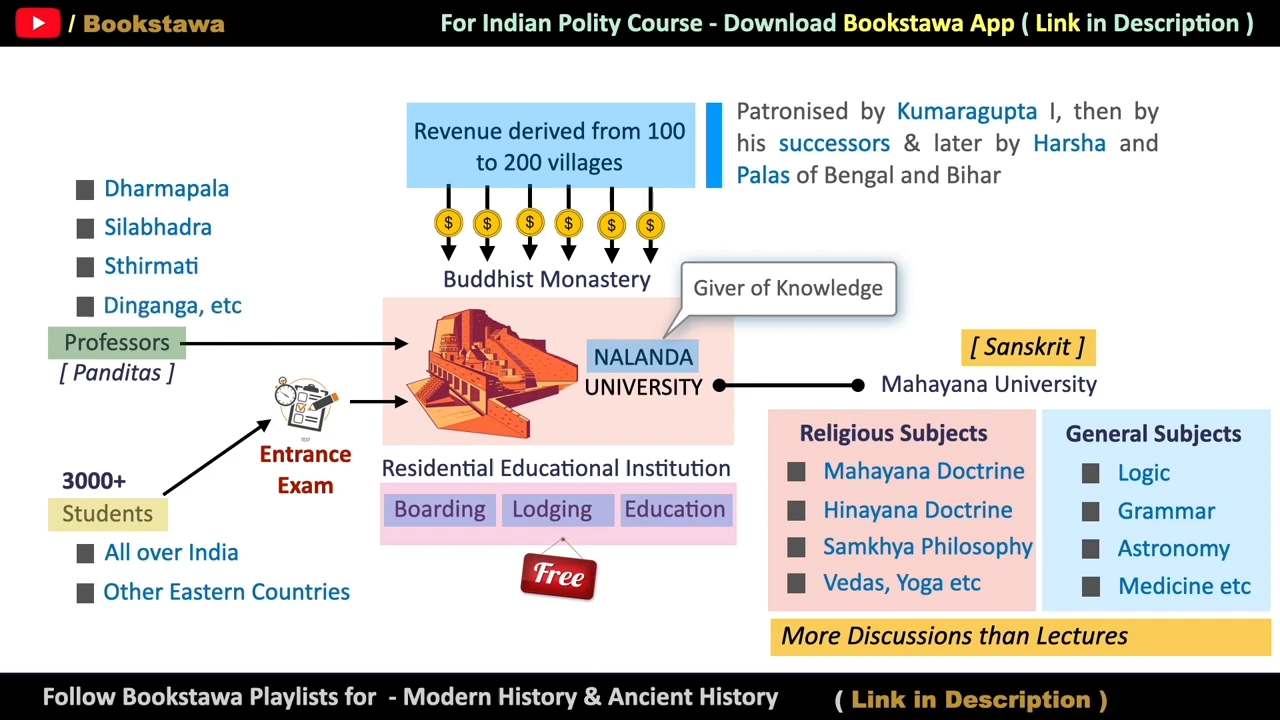 / Bookstawa
For Indian Polity Course - Download Bookstawa App ( Link in Description )
Revenue derived from 100
to 200 villages
Patronised by Kumaragupta I, then by
his successors & later by Harsha and
Palas of Bengal and Bihar
Dharmapala
Silabhadra
Sthirmati
Dinganga, etc
Professors
[ Panditas ]
$ $ $ $ $ $
Buddhist Monastery
Giver of Knowledge
NALANDA
UNIVERSITY
[ Sanskrit ]
Mahayana University
TEST
Entrance
Exam
3000+
Students
All over India
Other Eastern Countries
Residential Educational Institution
Boarding Lodging Education
Free
Religious Subjects
Mahayana Doctrine
Hinayana Doctrine
Samkhya Philosophy
Vedas, Yoga etc
General Subjects
Logic
Grammar
Astronomy
Medicine etc
More Discussions than Lectures
Follow Bookstawa Playlists for - Modern History & Ancient History
( Link in Description )